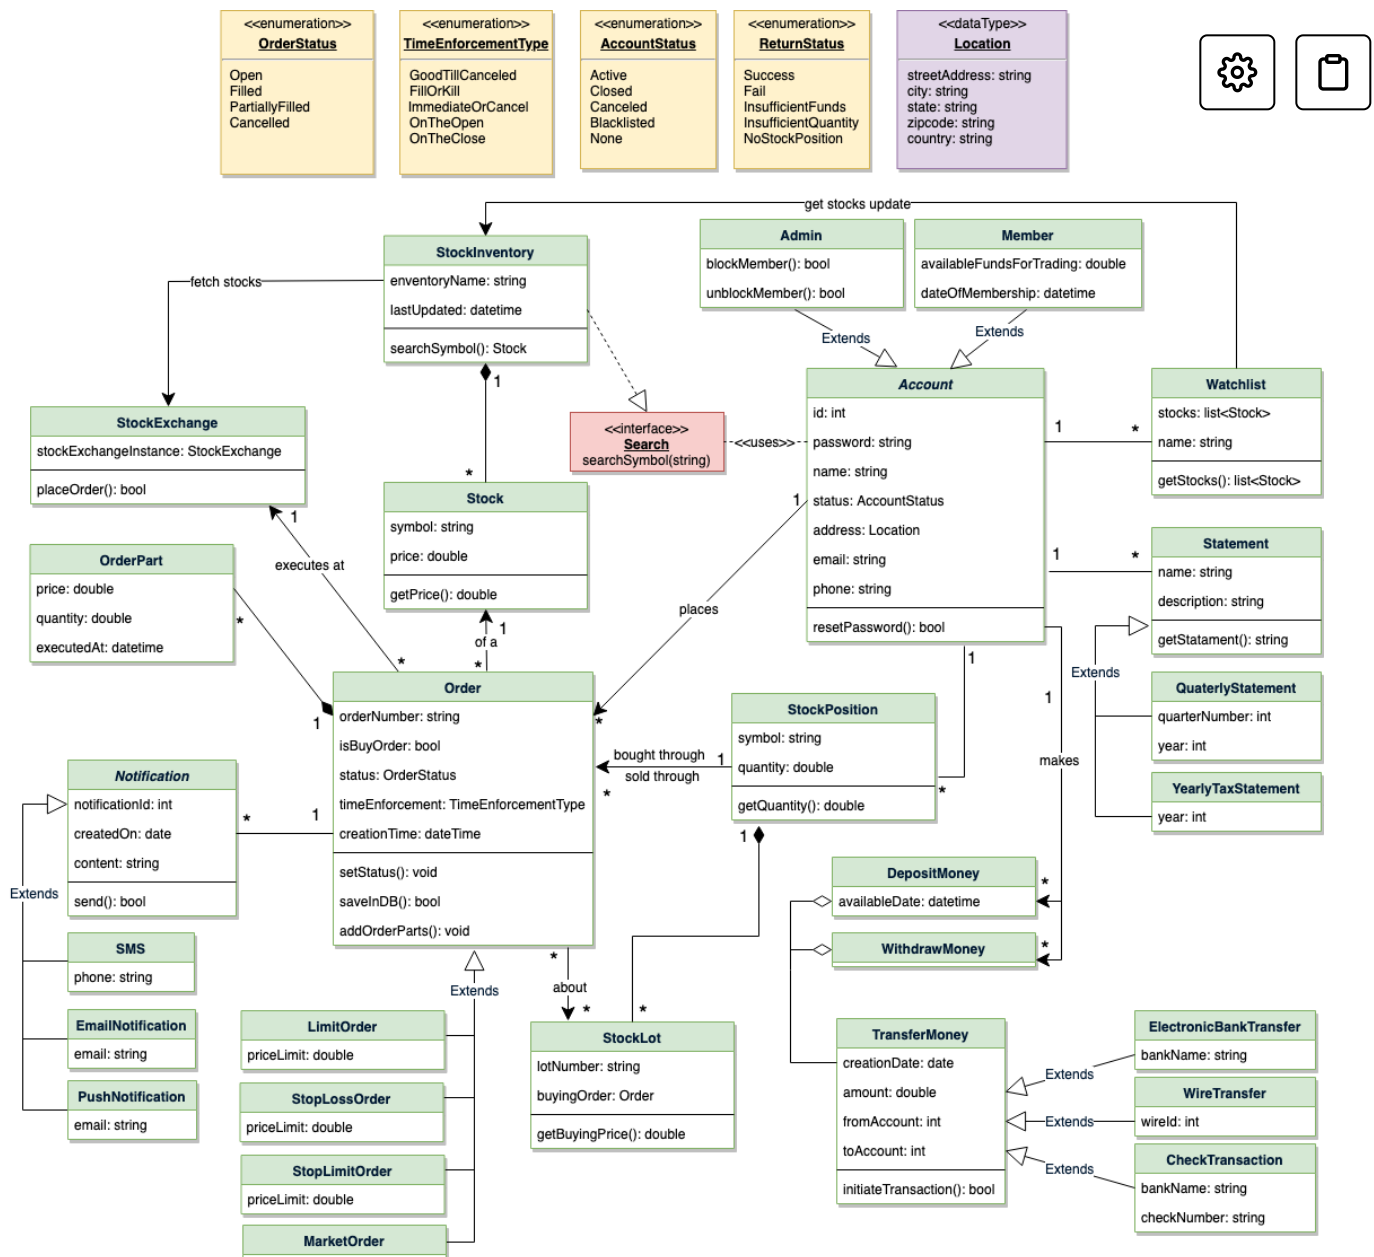 <<enumeration>>
OrderStatus
Open
Filled
PartiallyFilled
Cancelled
<<enumeration>>
TimeEnforcementType
GoodTillCanceled
FillOrKill
ImmediateOrCancel
OnTheOpen
OnTheClose
<<enumeration>>
AccountStatus
Active
Closed
Canceled
Blacklisted
None
<<enumeration>>
ReturnStatus
Success
Fail
InsufficientFunds
InsufficientQuantity
NoStockPosition
<<dataType>>
Location
streetAddress: string
city: string
state: string
zipcode: string
country: string
get stocks update
StockInventory
enventoryName: string
lastUpdated: datetime
searchSymbol(): Stock
fetch stocks
Admin
blockMember(): bool
unblockMember(): bool
Member
availableFundsForTrading: double
dateOfMembership: datetime
Extends
Extends
1
*
StockExchange
stockExchangeInstance: StockExchange
placeOrder(): bool
1
executes at
*
<<interface>>
Search
searchSymbol(string)
<<uses>>
Account
id: int
password: string
name: string
status: AccountStatus
address: Location
email: string
phone: string
resetPassword(): bool
1
*
Watchlist
stocks: list<Stock>
name: string
getStocks(): list<Stock>
Stock
symbol: string
price: double
getPrice(): double
1
of a
*
1
places
*
1
*
Statement
name: string
description: string
getStatament(): string
Extends
QuaterlyStatement
quarterNumber: int
year: int
YearlyTaxStatement
year: int
OrderPart
price: double
quantity: double
executedAt: datetime
*
1
Order
orderNumber: string
isBuyOrder: bool
status: OrderStatus
timeEnforcement: TimeEnforcementType
creationTime: dateTime
setStatus(): void
saveInDB(): bool
addOrderParts(): void
bought through
sold through
1
*
StockPosition
symbol: string
quantity: double
getQuantity(): double
1
*
1
1
makes
*
*
Notification
notificationId: int
createdOn: date
content: string
send(): bool
*
1
Extends
SMS
phone: string
EmailNotification
email: string
PushNotification
email: string
Extends
LimitOrder
priceLimit: double
StopLossOrder
priceLimit: double
StopLimitOrder
priceLimit: double
MarketOrder
*
about
*
*
StockLot
lotNumber: string
buyingOrder: Order
getBuyingPrice(): double
DepositMoney
availableDate: datetime
WithdrawMoney
TransferMoney
creationDate: date
amount: double
fromAccount: int
toAccount: int
initiateTransaction(): bool
Extends
Extends
Extends
ElectronicBankTransfer
bankName: string
WireTransfer
wireId: int
CheckTransaction
bankName: string
checkNumber: string